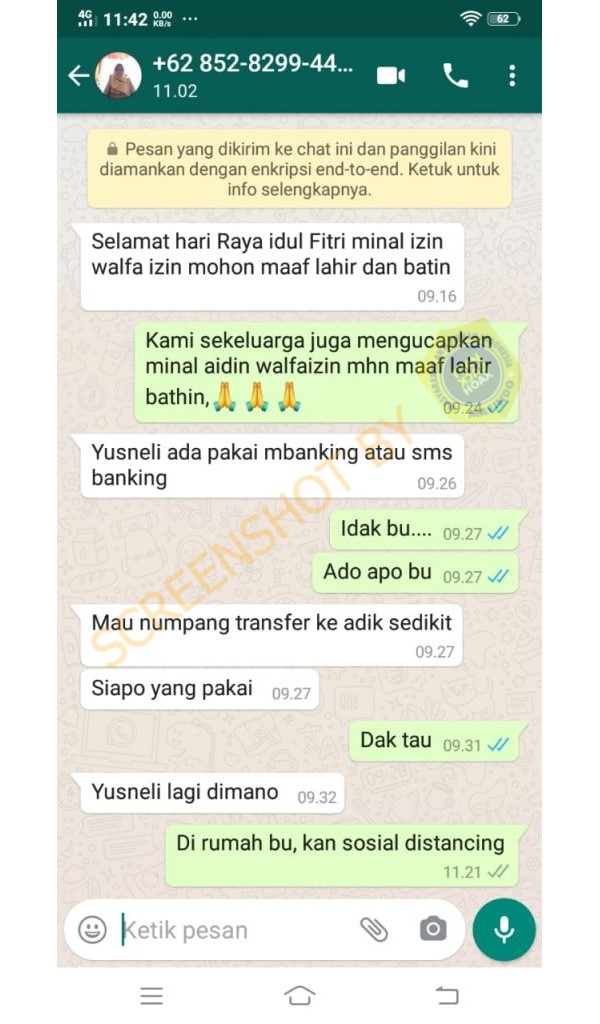 4G 11:42 0.00 KB/s ... 62
+62 852-8299-44...
11.02
Pesan yang dikirim ke chat ini dan panggilan kini
diamankan dengan enkripsi end-to-end. Ketuk untuk
info selengkapnya.
Selamat hari Raya idul Fitri minal izin
walfa izin mohon maaf lahir dan batin
09.16
Kami sekeluarga juga mengucapkan
minal aidin walfaizin mhn maaf lahir
bathin,🙏 🙏 🙏
09.24
Yusneli ada pakai mbanking atau sms
banking
09.26
Idak bu.... 09.27
Ado apo bu 09.27
Mau numpang transfer ke adik sedikit
09.27
Siapo yang pakai 09.27
Dak tau 09.31
Yusneli lagi dimano 09.32
Di rumah bu, kan sosial distancing
11.21
Ketik pesan
SCREENSHOT BY
HOAX